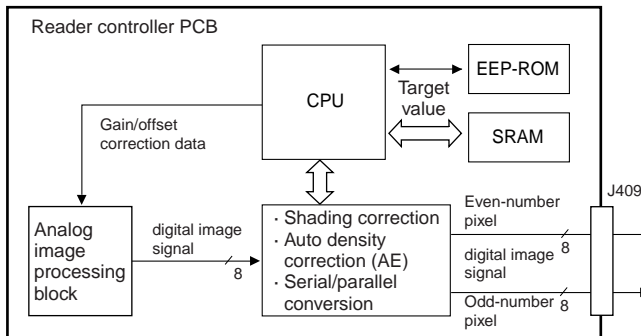 Reader controller PCB
CPU
EEP-ROM
Target
value
SRAM
Gain/offset
correction data
J409
Analog
image
processing
block
digital image
signal
8
· Shading correction
· Auto density
correction (AE)
· Serial/parallel
conversion
Even-number
pixel
8
digital image
signal
Odd-number
pixel
8